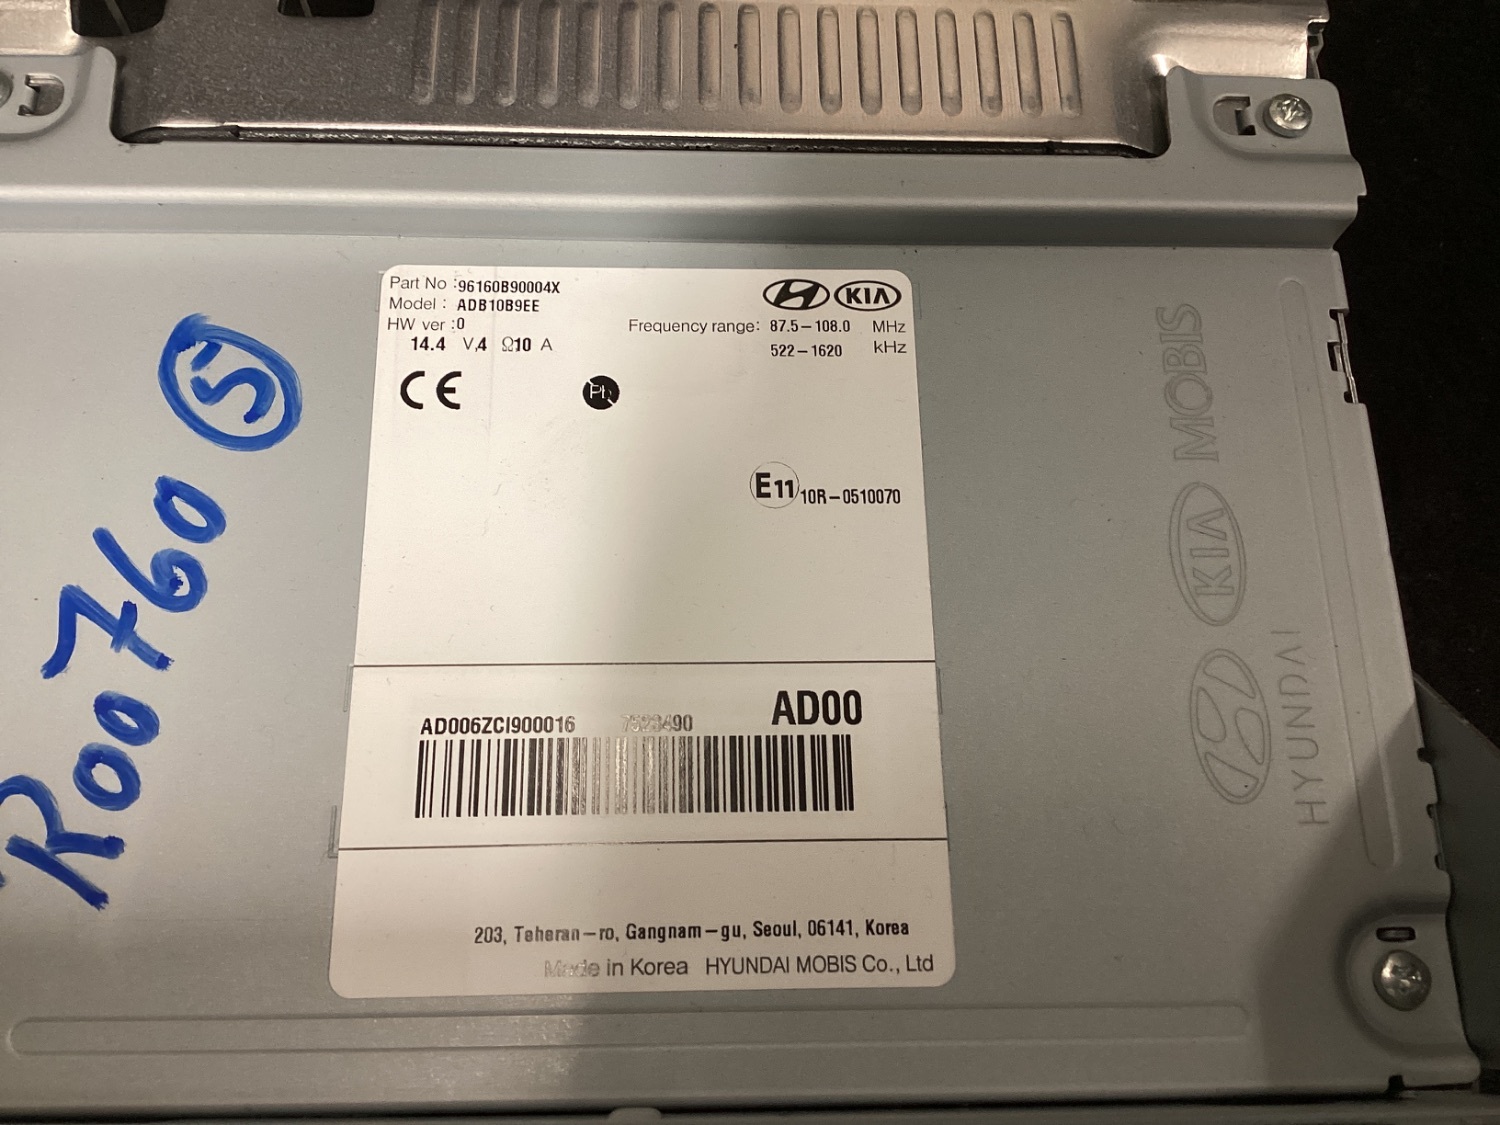 Part No : 96160B90004X
Model : ADB10B9EE
HW ver : 0
14.4 V, 4 Ω 10 A
KIA
Frequency range: 87.5-108.0 MHz
522-1620 kHz
CE
Pb
E11 10R-0510070
AD00
AD006ZCI900016
203, Teheran-ro, Gangnam-gu, Seoul, 06141, Korea
Made in Korea HYUNDAI MOBIS Co., Ltd
R00760 5
MOBIS
KIA
HYUNDAI